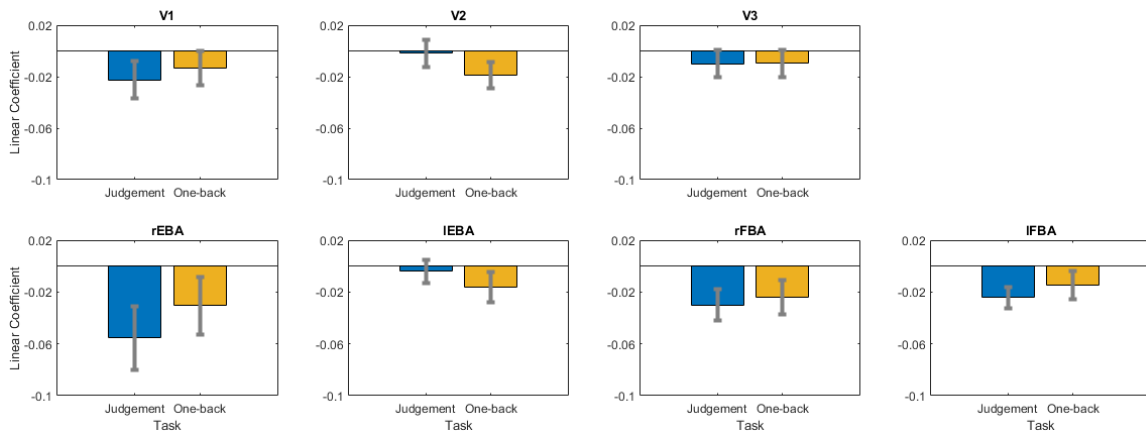 V1
V2
V3
0.02
-0.02
-0.06
-0.1
Linear Coefficient
Judgement One-back
0.02
-0.02
-0.06
-0.1
Judgement One-back
0.02
-0.02
-0.06
-0.1
Judgement One-back
rEBA
lEBA
rFBA
lFBA
0.02
-0.02
-0.06
-0.1
Linear Coefficient
Judgement One-back
Task
0.02
-0.02
-0.06
-0.1
Judgement One-back
Task
0.02
-0.02
-0.06
-0.1
Judgement One-back
Task
0.02
-0.02
-0.06
-0.1
Judgement One-back
Task